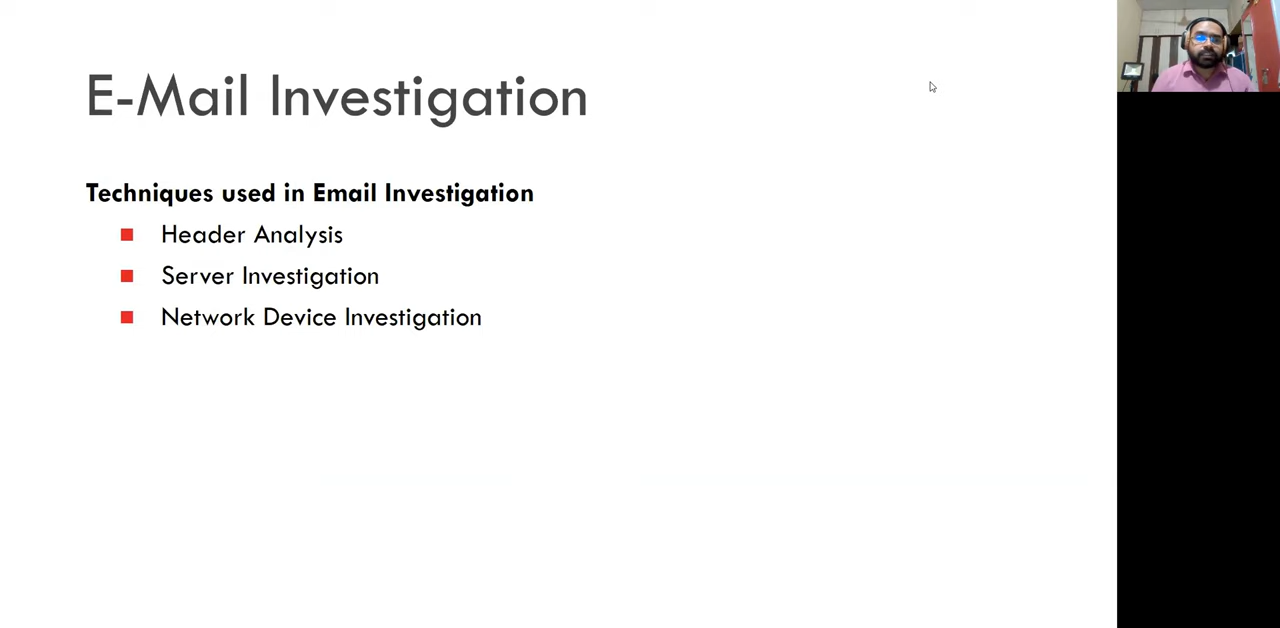 E-Mail Investigation
Techniques used in Email Investigation
Header Analysis
Server Investigation
Network Device Investigation